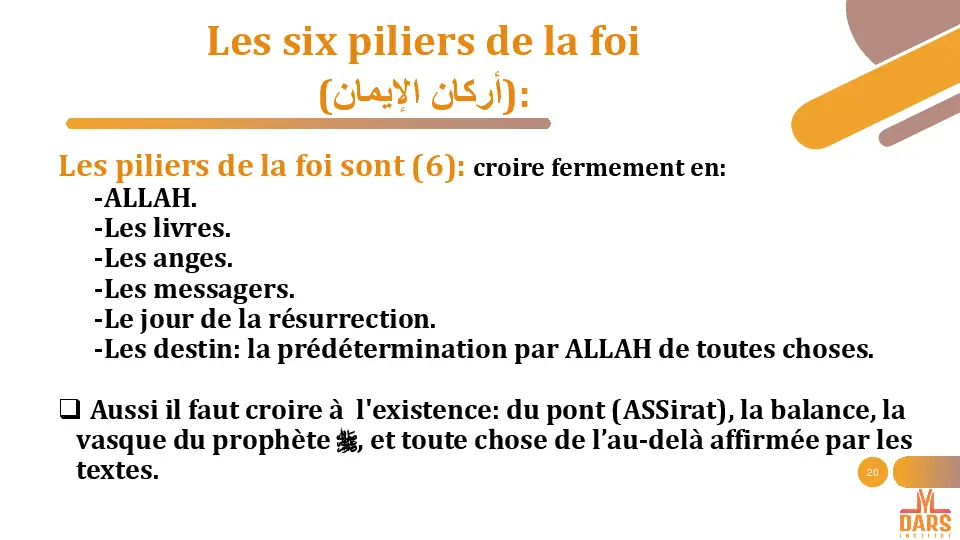 Les six piliers de la foi
(أركان الإيمان):
Les piliers de la foi sont (6): croire fermement en:
-ALLAH.
-Les livres.
-Les anges.
-Les messagers.
-Le jour de la résurrection.
-Les destin: la prédétermination par ALLAH de toutes choses.
❑ Aussi il faut croire à l'existence: du pont (ASSirat), la balance, la
vasque du prophète ﷺ, et toute chose de l’au-delà affirmée par les
textes.
20
DARS
INSTITUT